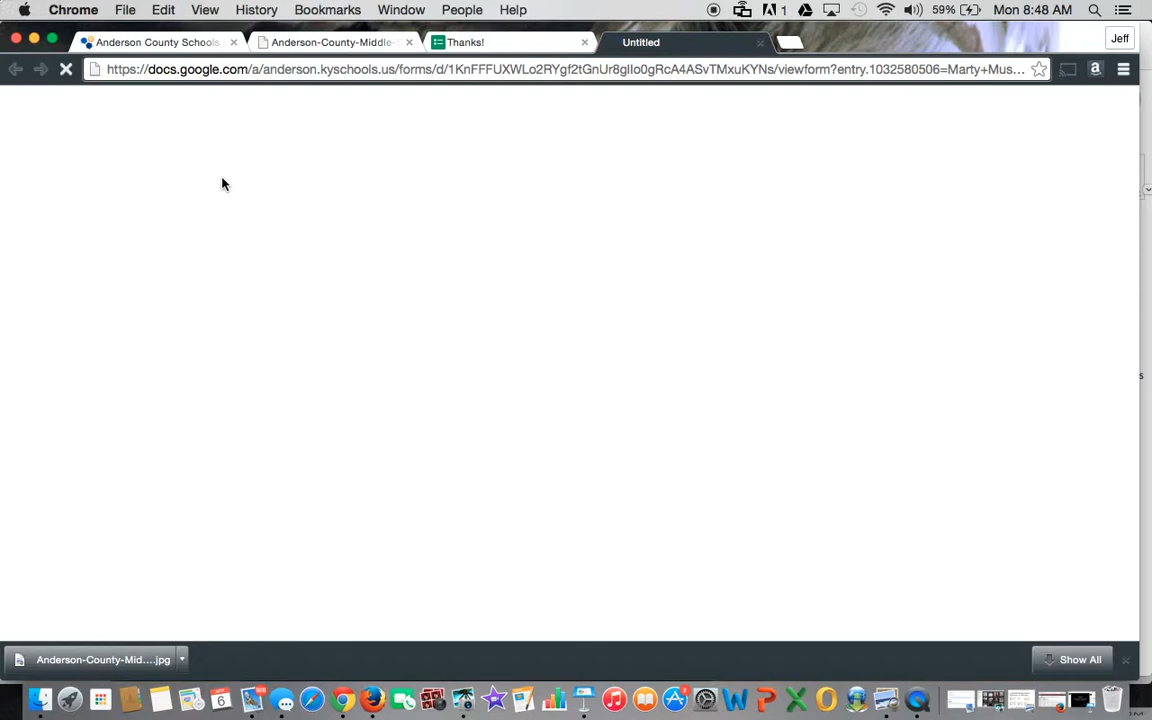 Chrome File Edit View History Bookmarks Window People Help 1 59% Mon 8:48 AM
Anderson County Schools Anderson-County-Middle-S Thanks! Untitled Jeff
https://docs.google.com/a/anderson.kyschools.us/forms/d/1KnFFFUXWLo2RYgf2tGnUr8gIIo0gRcA4ASvTMxuKYNs/viewform?entry.1032580506=Marty+Mus...
Anderson-County-Mid....jpg Show All